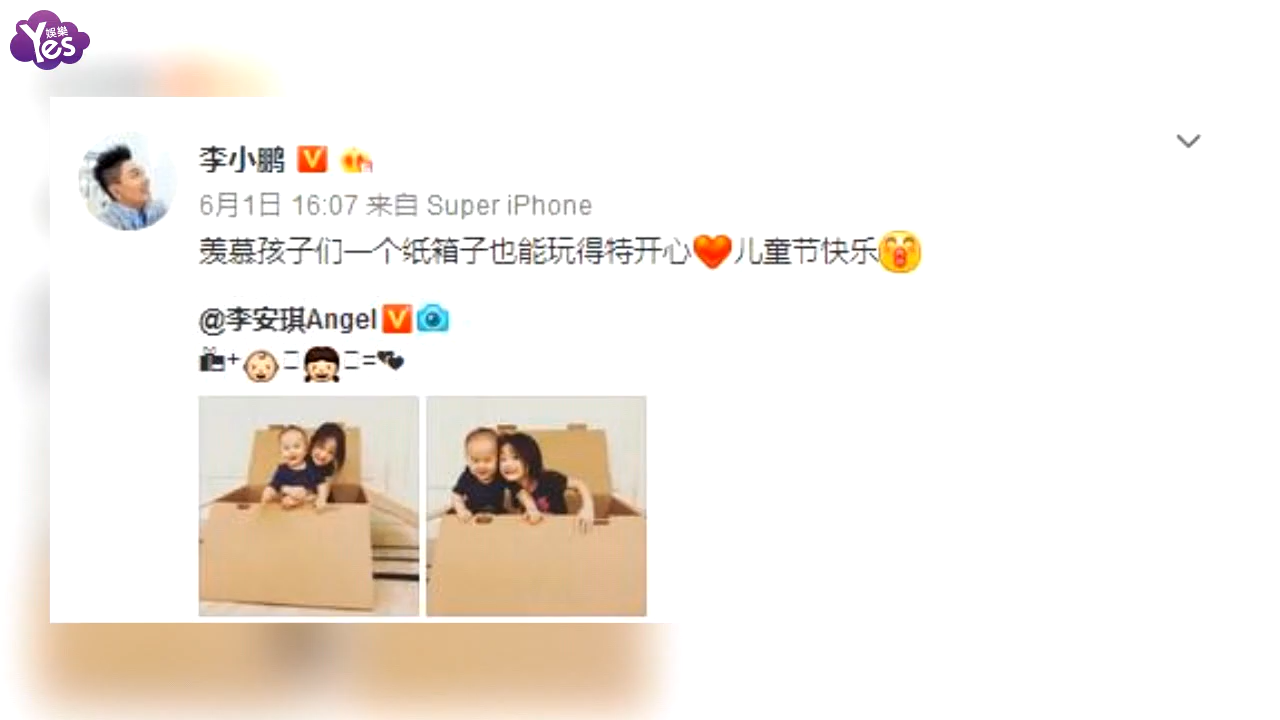 Yes 娛樂
李小鹏
6月1日 16:07 来自 Super iPhone
羡慕孩子们一个纸箱子也能玩得特开心❤️儿童节快乐😱
@李安琪Angel
🛍+👶二👧二=💕